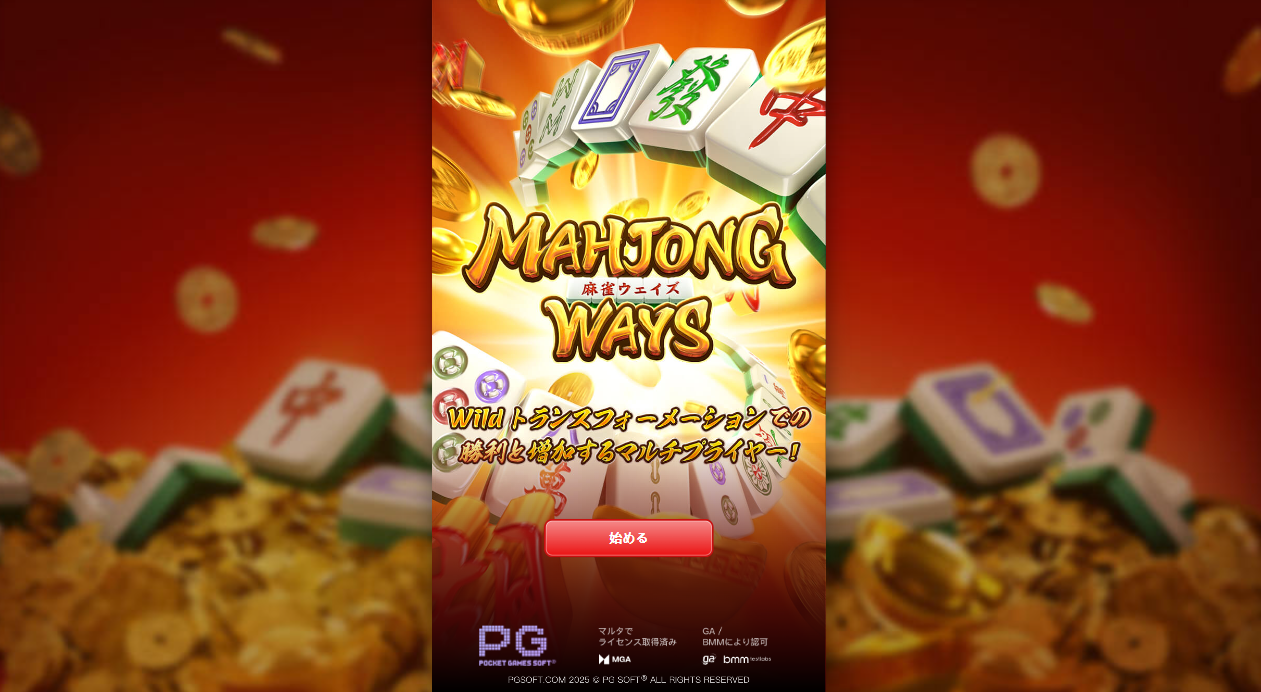 發
中
MAHJONG
麻雀ウェイズ
WAYS
Wild トランスフォーメーションでの
勝利と増加するマルチプライヤー!
始める
PG
POCKET GAMES SOFT®
マルタで
ライセンス取得済み
MGA
GA /
BMMにより認可
ga bmm testlabs
PGSOFT.COM 2025 © PG SOFT® ALL RIGHTS RESERVED